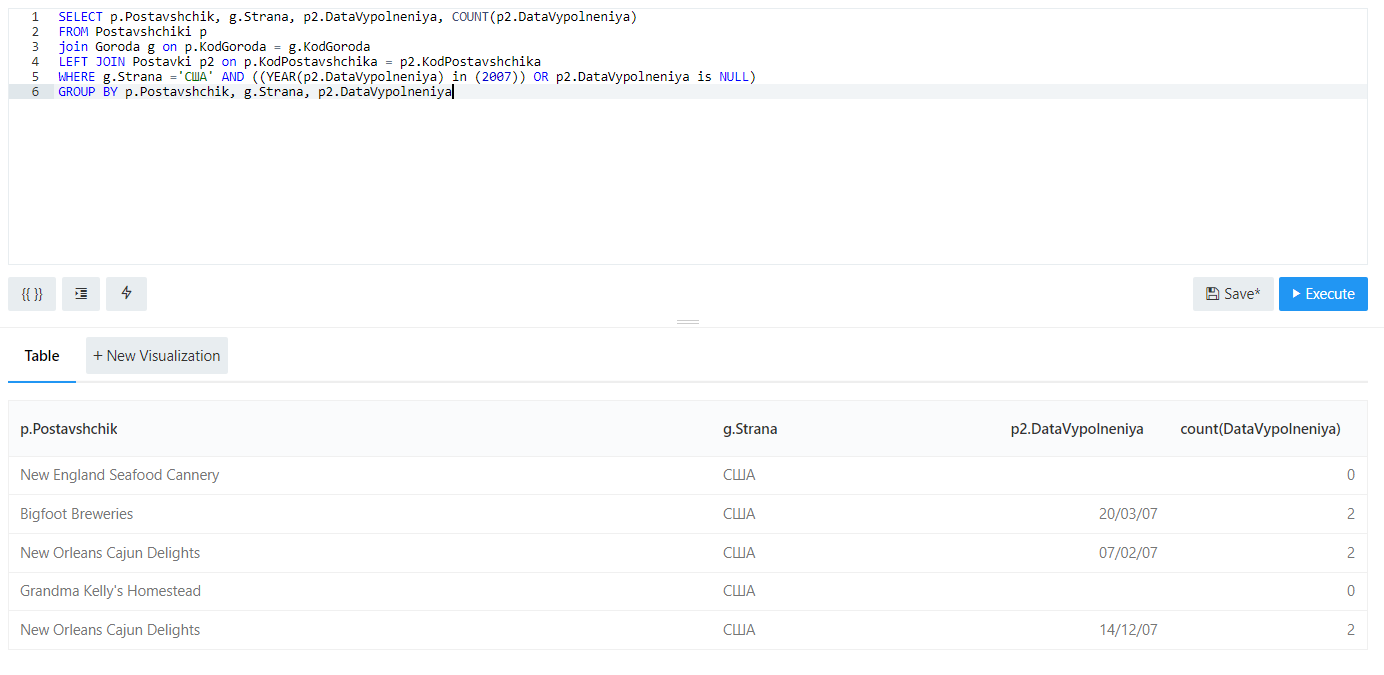 1 SELECT p.Postavshchik, g.Strana, p2.DataVypolneniya, COUNT(p2.DataVypolneniya)
2 FROM Postavshchiki p
3 join Goroda g on p.KodGoroda = g.KodGoroda
4 LEFT JOIN Postavki p2 on p.KodPostavshchika = p2.KodPostavshchika
5 WHERE g.Strana ='США' AND ((YEAR(p2.DataVypolneniya) in (2007)) OR p2.DataVypolneniya is NULL)
6 GROUP BY p.Postavshchik, g.Strana, p2.DataVypolneniya
{{ }} Save* Execute
Table + New Visualization
p.Postavshchik g.Strana p2.DataVypolneniya count(DataVypolneniya)
New England Seafood Cannery США 0
Bigfoot Breweries США 20/03/07 2
New Orleans Cajun Delights США 07/02/07 2
Grandma Kelly's Homestead США 0
New Orleans Cajun Delights США 14/12/07 2